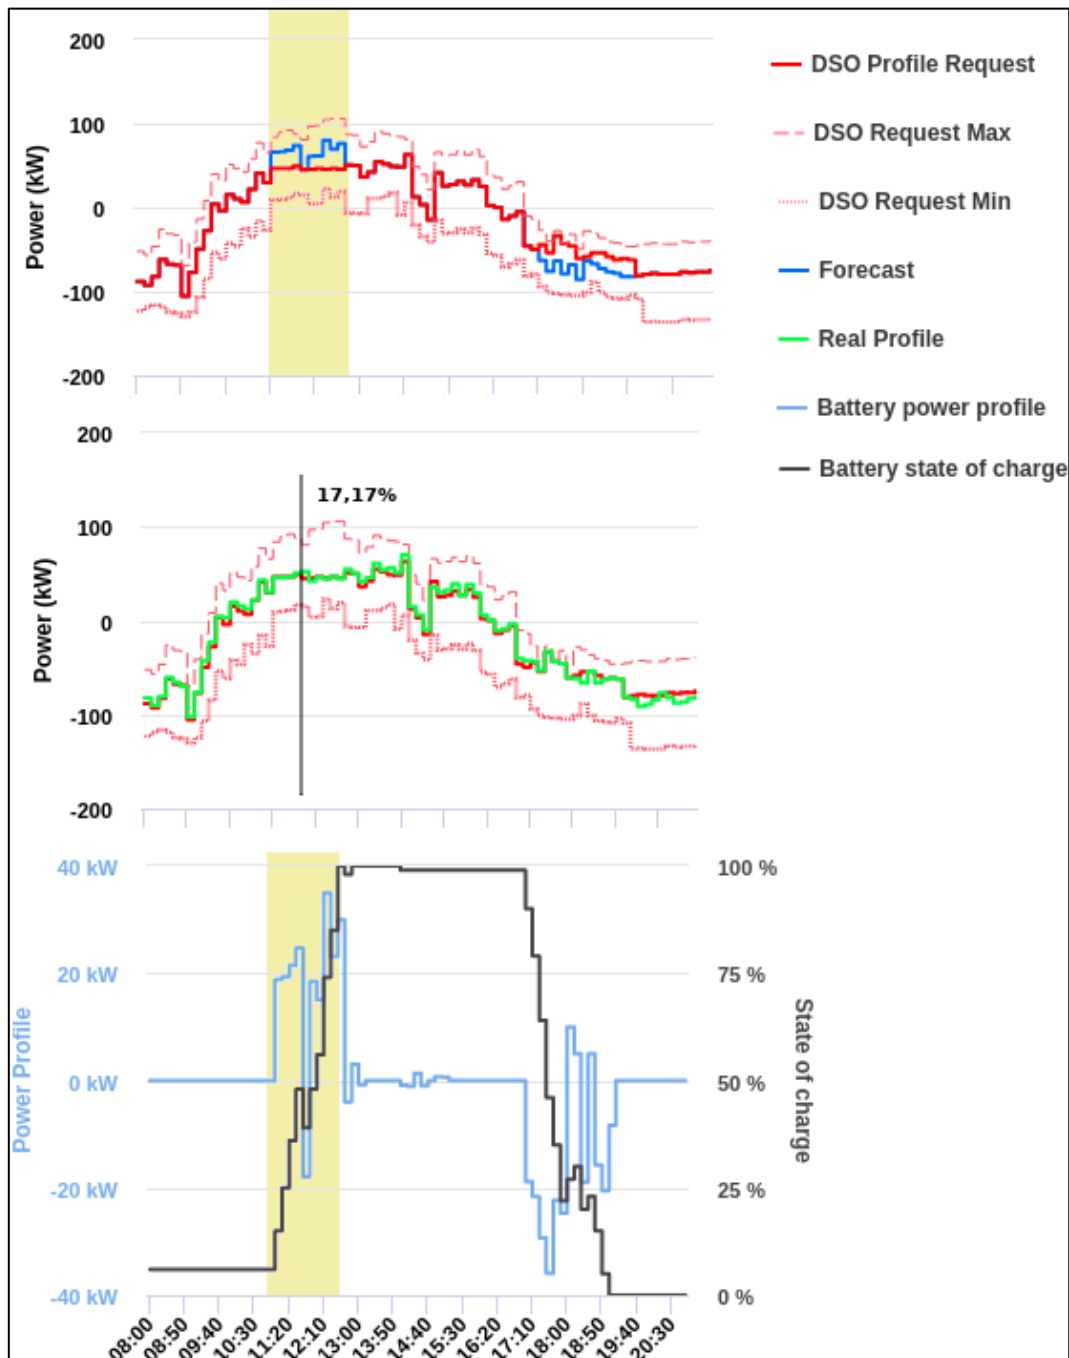 200
100
0
-100
-200
Power (kW)
DSO Profile Request
DSO Request Max
DSO Request Min
Forecast
Real Profile
Battery power profile
Battery state of charge
200
100
0
-100
-200
Power (kW)
17,17%
40 kW
20 kW
0 kW
-20 kW
-40 kW
Power Profile
100 %
75 %
50 %
25 %
0 %
State of charge
08:00
08:50
09:40
10:30
11:20
12:10
13:00
13:50
14:40
15:30
16:20
17:10
18:00
18:50
19:40
20:30